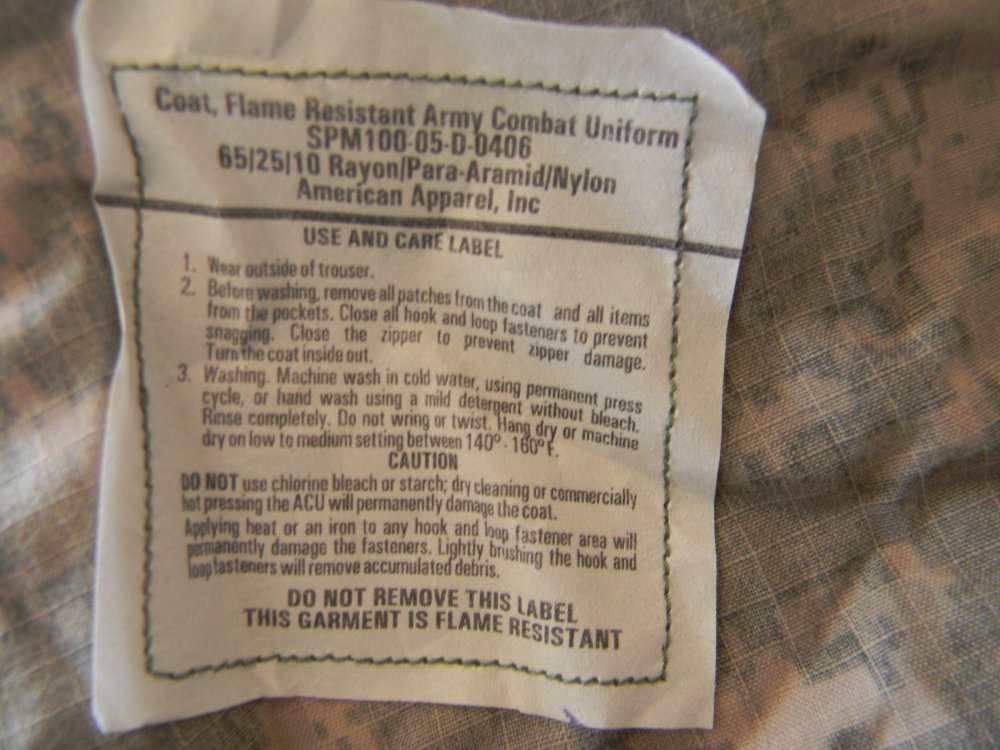 Coat, Flame Resistant Army Combat Uniform
SPM100-05-D-0406
65/25/10 Rayon/Para-Aramid/Nylon
American Apparel, Inc
USE AND CARE LABEL
1. Wear outside of trouser.
2. Before washing, remove all patches from the coat and all items
from the pockets. Close all hook and loop fasteners to prevent
snagging. Close the zipper to prevent zipper damage.
Turn the coat inside out.
3. Washing. Machine wash in cold water, using permanent press
cycle, or hand wash using a mild detergent without bleach.
Rinse completely. Do not wring or twist. Hang dry or machine
dry on low to medium setting between 140º - 160º F.
CAUTION
DO NOT use chlorine bleach or starch; dry cleaning or commercially
hot pressing the ACU will permanently damage the coat.
Applying heat or an iron to any hook and loop fastener area will
permanently damage the fasteners. Lightly brushing the hook and
loop fasteners will remove accumulated debris.
DO NOT REMOVE THIS LABEL
THIS GARMENT IS FLAME RESISTANT